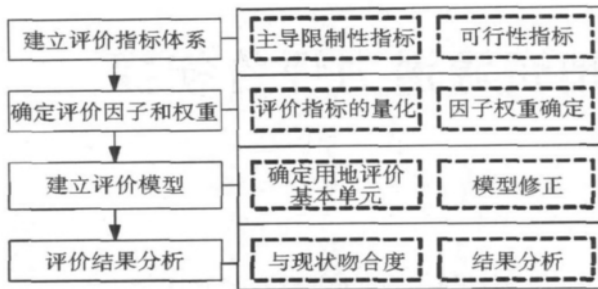 建立评价指标体系
主导限制性指标
可行性指标
确定评价因子和权重
评价指标的量化
因子权重确定
建立评价模型
确定用地评价
基本单元
模型修正
评价结果分析
与现状吻合度
结果分析